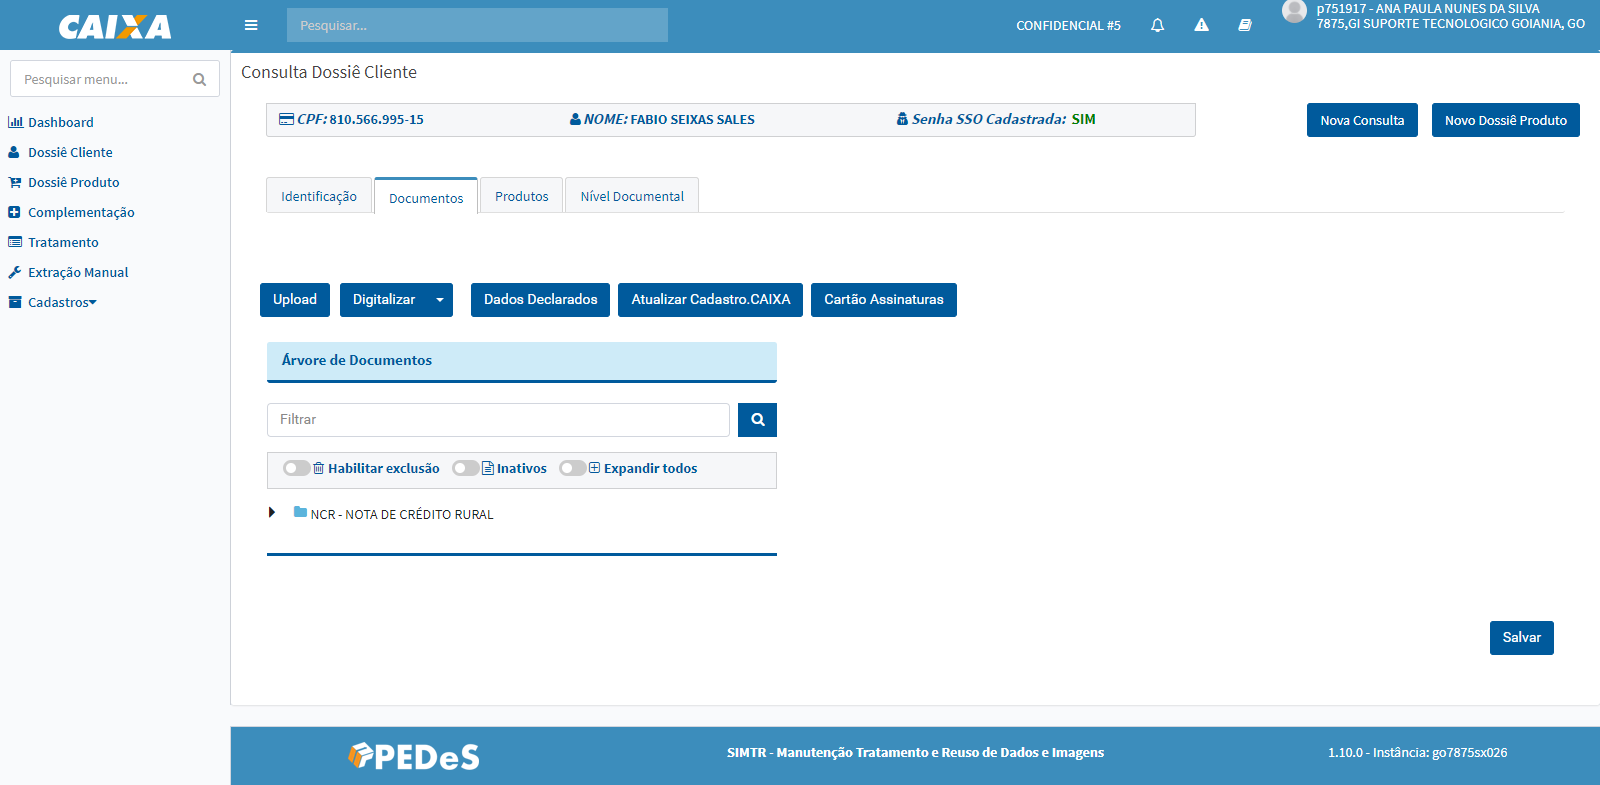 CAIXA
Pesquisar...
CONFIDENCIAL #5
p751917 - ANA PAULA NUNES DA SILVA
7875,GI SUPORTE TECNOLOGICO GOIANIA, GO
Pesquisar menu...
Dashboard
Dossiê Cliente
Dossiê Produto
Complementação
Tratamento
Extração Manual
Cadastros
Consulta Dossiê Cliente
CPF: 810.566.995-15 NOME: FABIO SEIXAS SALES Senha SSO Cadastrada: SIM
Nova Consulta Novo Dossiê Produto
Identificação Documentos Produtos Nível Documental
Upload Digitalizar Dados Declarados Atualizar Cadastro.CAIXA Cartão Assinaturas
Árvore de Documentos
Filtrar
Habilitar exclusão Inativos Expandir todos
NCR - NOTA DE CRÉDITO RURAL
Salvar
PEDeS
SIMTR - Manutenção Tratamento e Reuso de Dados e Imagens
1.10.0 - Instância: go7875sx026